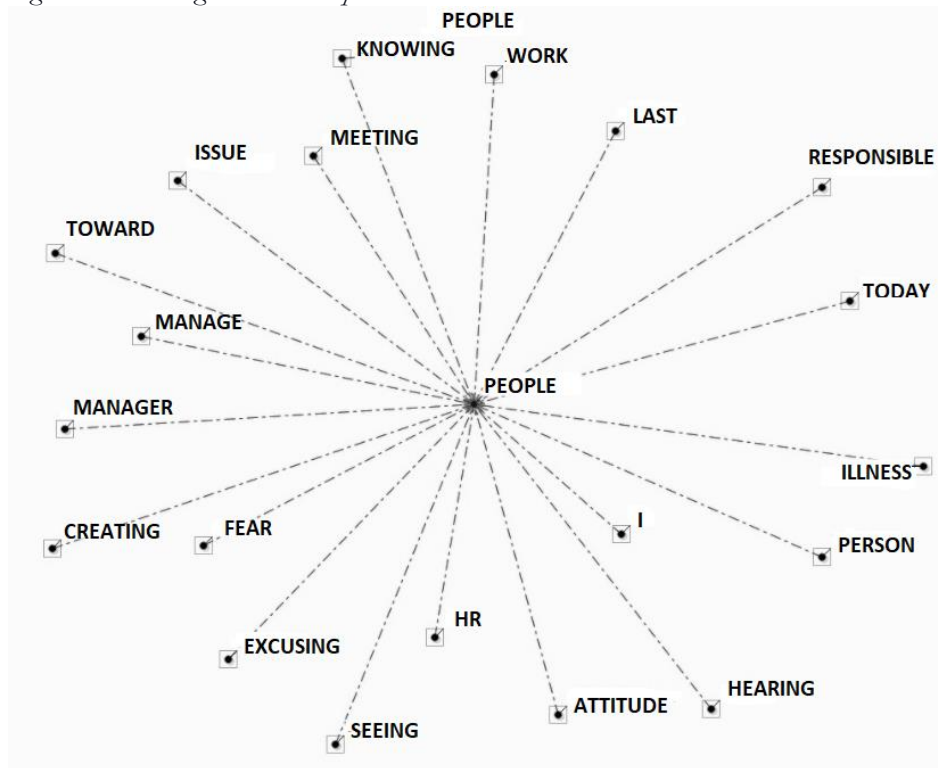 PEOPLE
KNOWING
WORK
LAST
MEETING
ISSUE
RESPONSIBLE
TOWARD
TODAY
MANAGE
PEOPLE
MANAGER
ILLNESS
I
FEAR
CREATING
PERSON
HR
EXCUSING
HEARING
ATTITUDE
SEEING